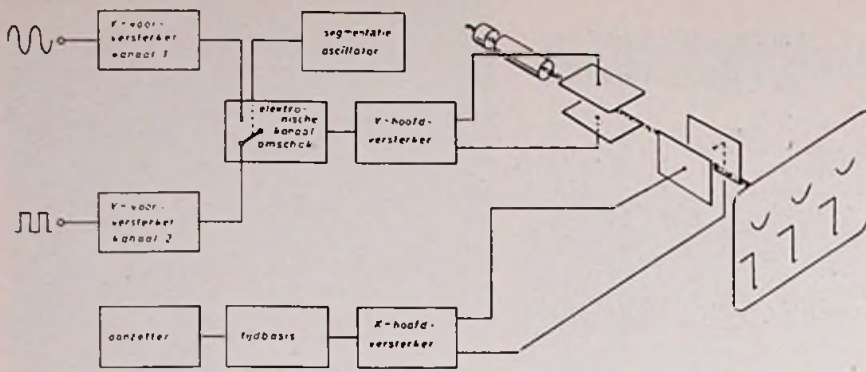 Y-voor-
versterker
kanaal 1
segmentatie
oscillator
elektro-
nische
kanaal
omschak
Y-hoofd-
versterker
Y-voor-
versterker
kanaal 2
aanzetter
tijdbasis
X-hoofd-
versterker